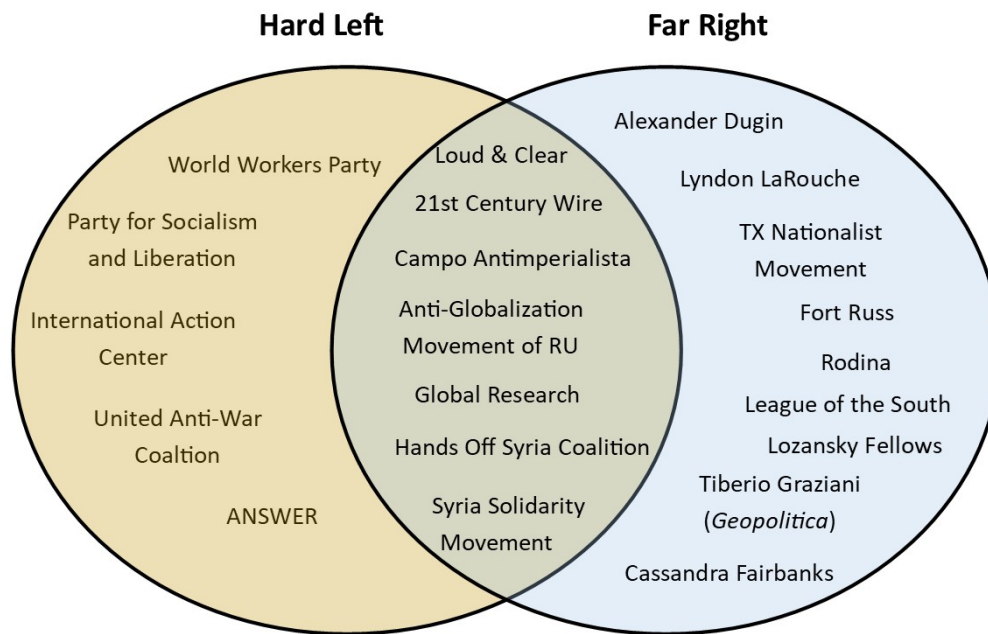 Hard Left
Far Right
World Workers Party
Party for Socialism
and Liberation
International Action
Center
United Anti-War
Coaltion
ANSWER
Loud & Clear
21st Century Wire
Campo Antimperialista
Anti-Globalization
Movement of RU
Global Research
Hands Off Syria Coalition
Syria Solidarity
Movement
Alexander Dugin
Lyndon LaRouche
TX Nationalist
Movement
Fort Russ
Rodina
League of the South
Lozansky Fellows
Tiberio Graziani
(Geopolitica)
Cassandra Fairbanks